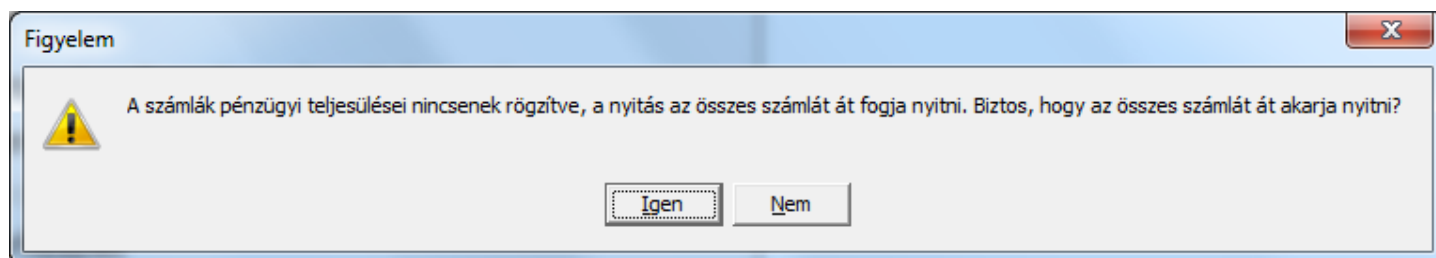 Figyelem
A számlák pénzügyi teljesülései nincsenek rögzítve, a nyitás az összes számlát át fogja nyitni. Biztos, hogy az összes számlát át akarja nyitni?
Igen
Nem